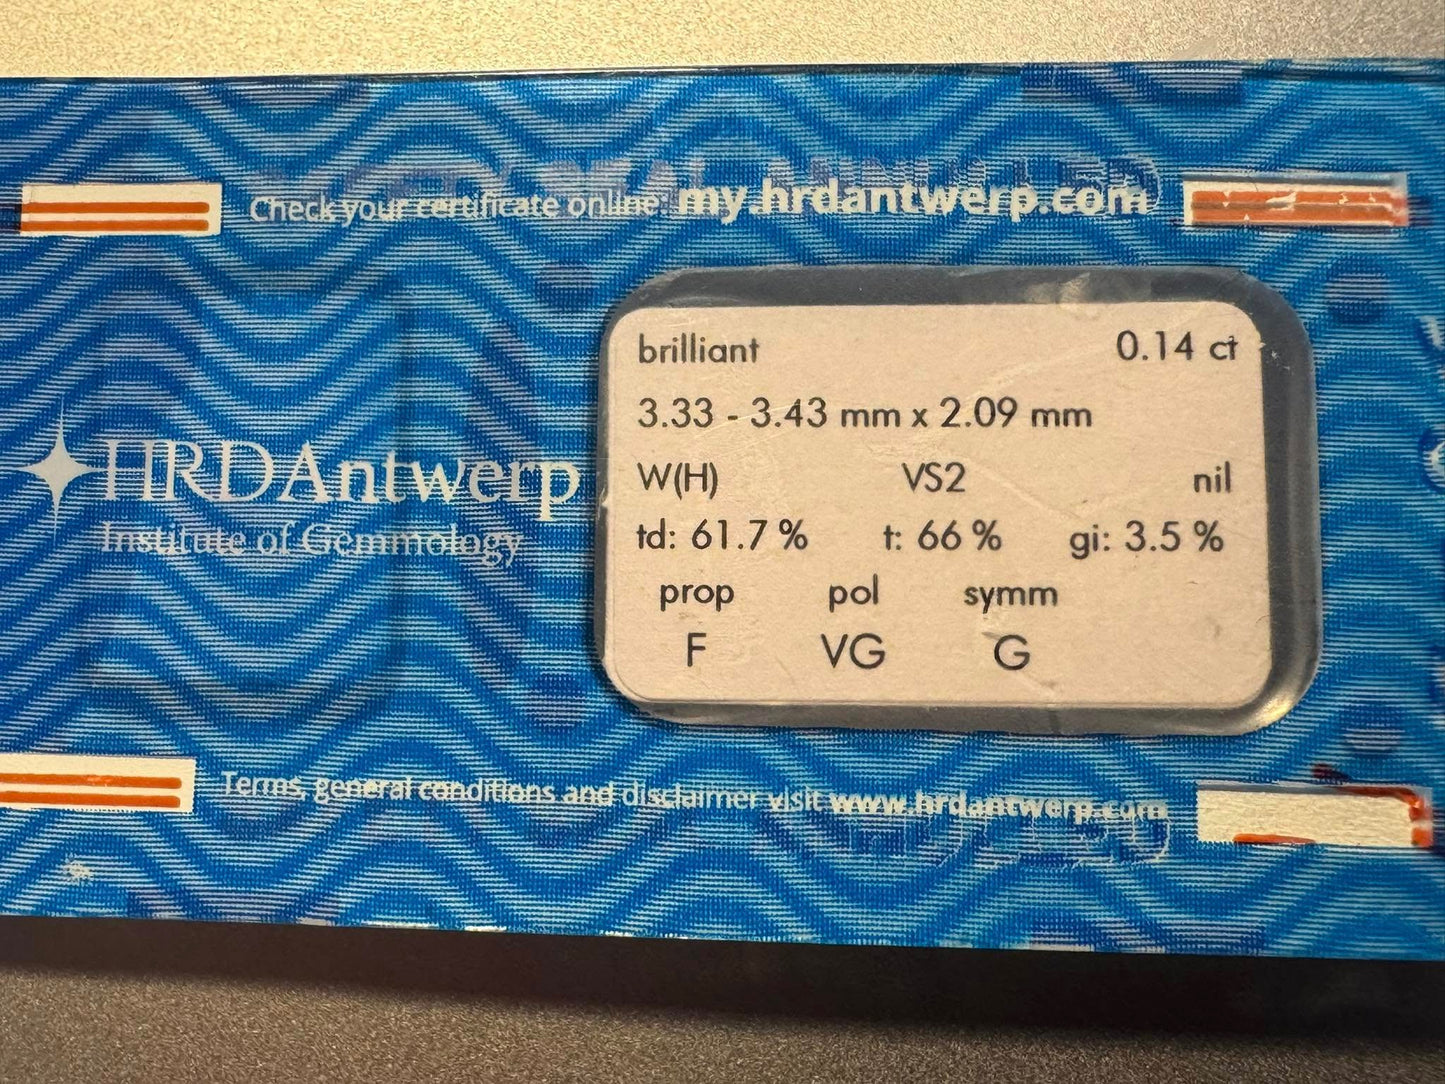 Check your certificate online: my.hrdantwerp.com
brilliant 0.14 ct
3.33 - 3.43 mm x 2.09 mm
W(H) VS2 nil
td: 61.7 % t: 66 % gi: 3.5 %
prop pol symm
F VG G
HRDAntwerp
Institute of Gemmology
Terms, general conditions and disclaimer visit www.hrdantwerp.com